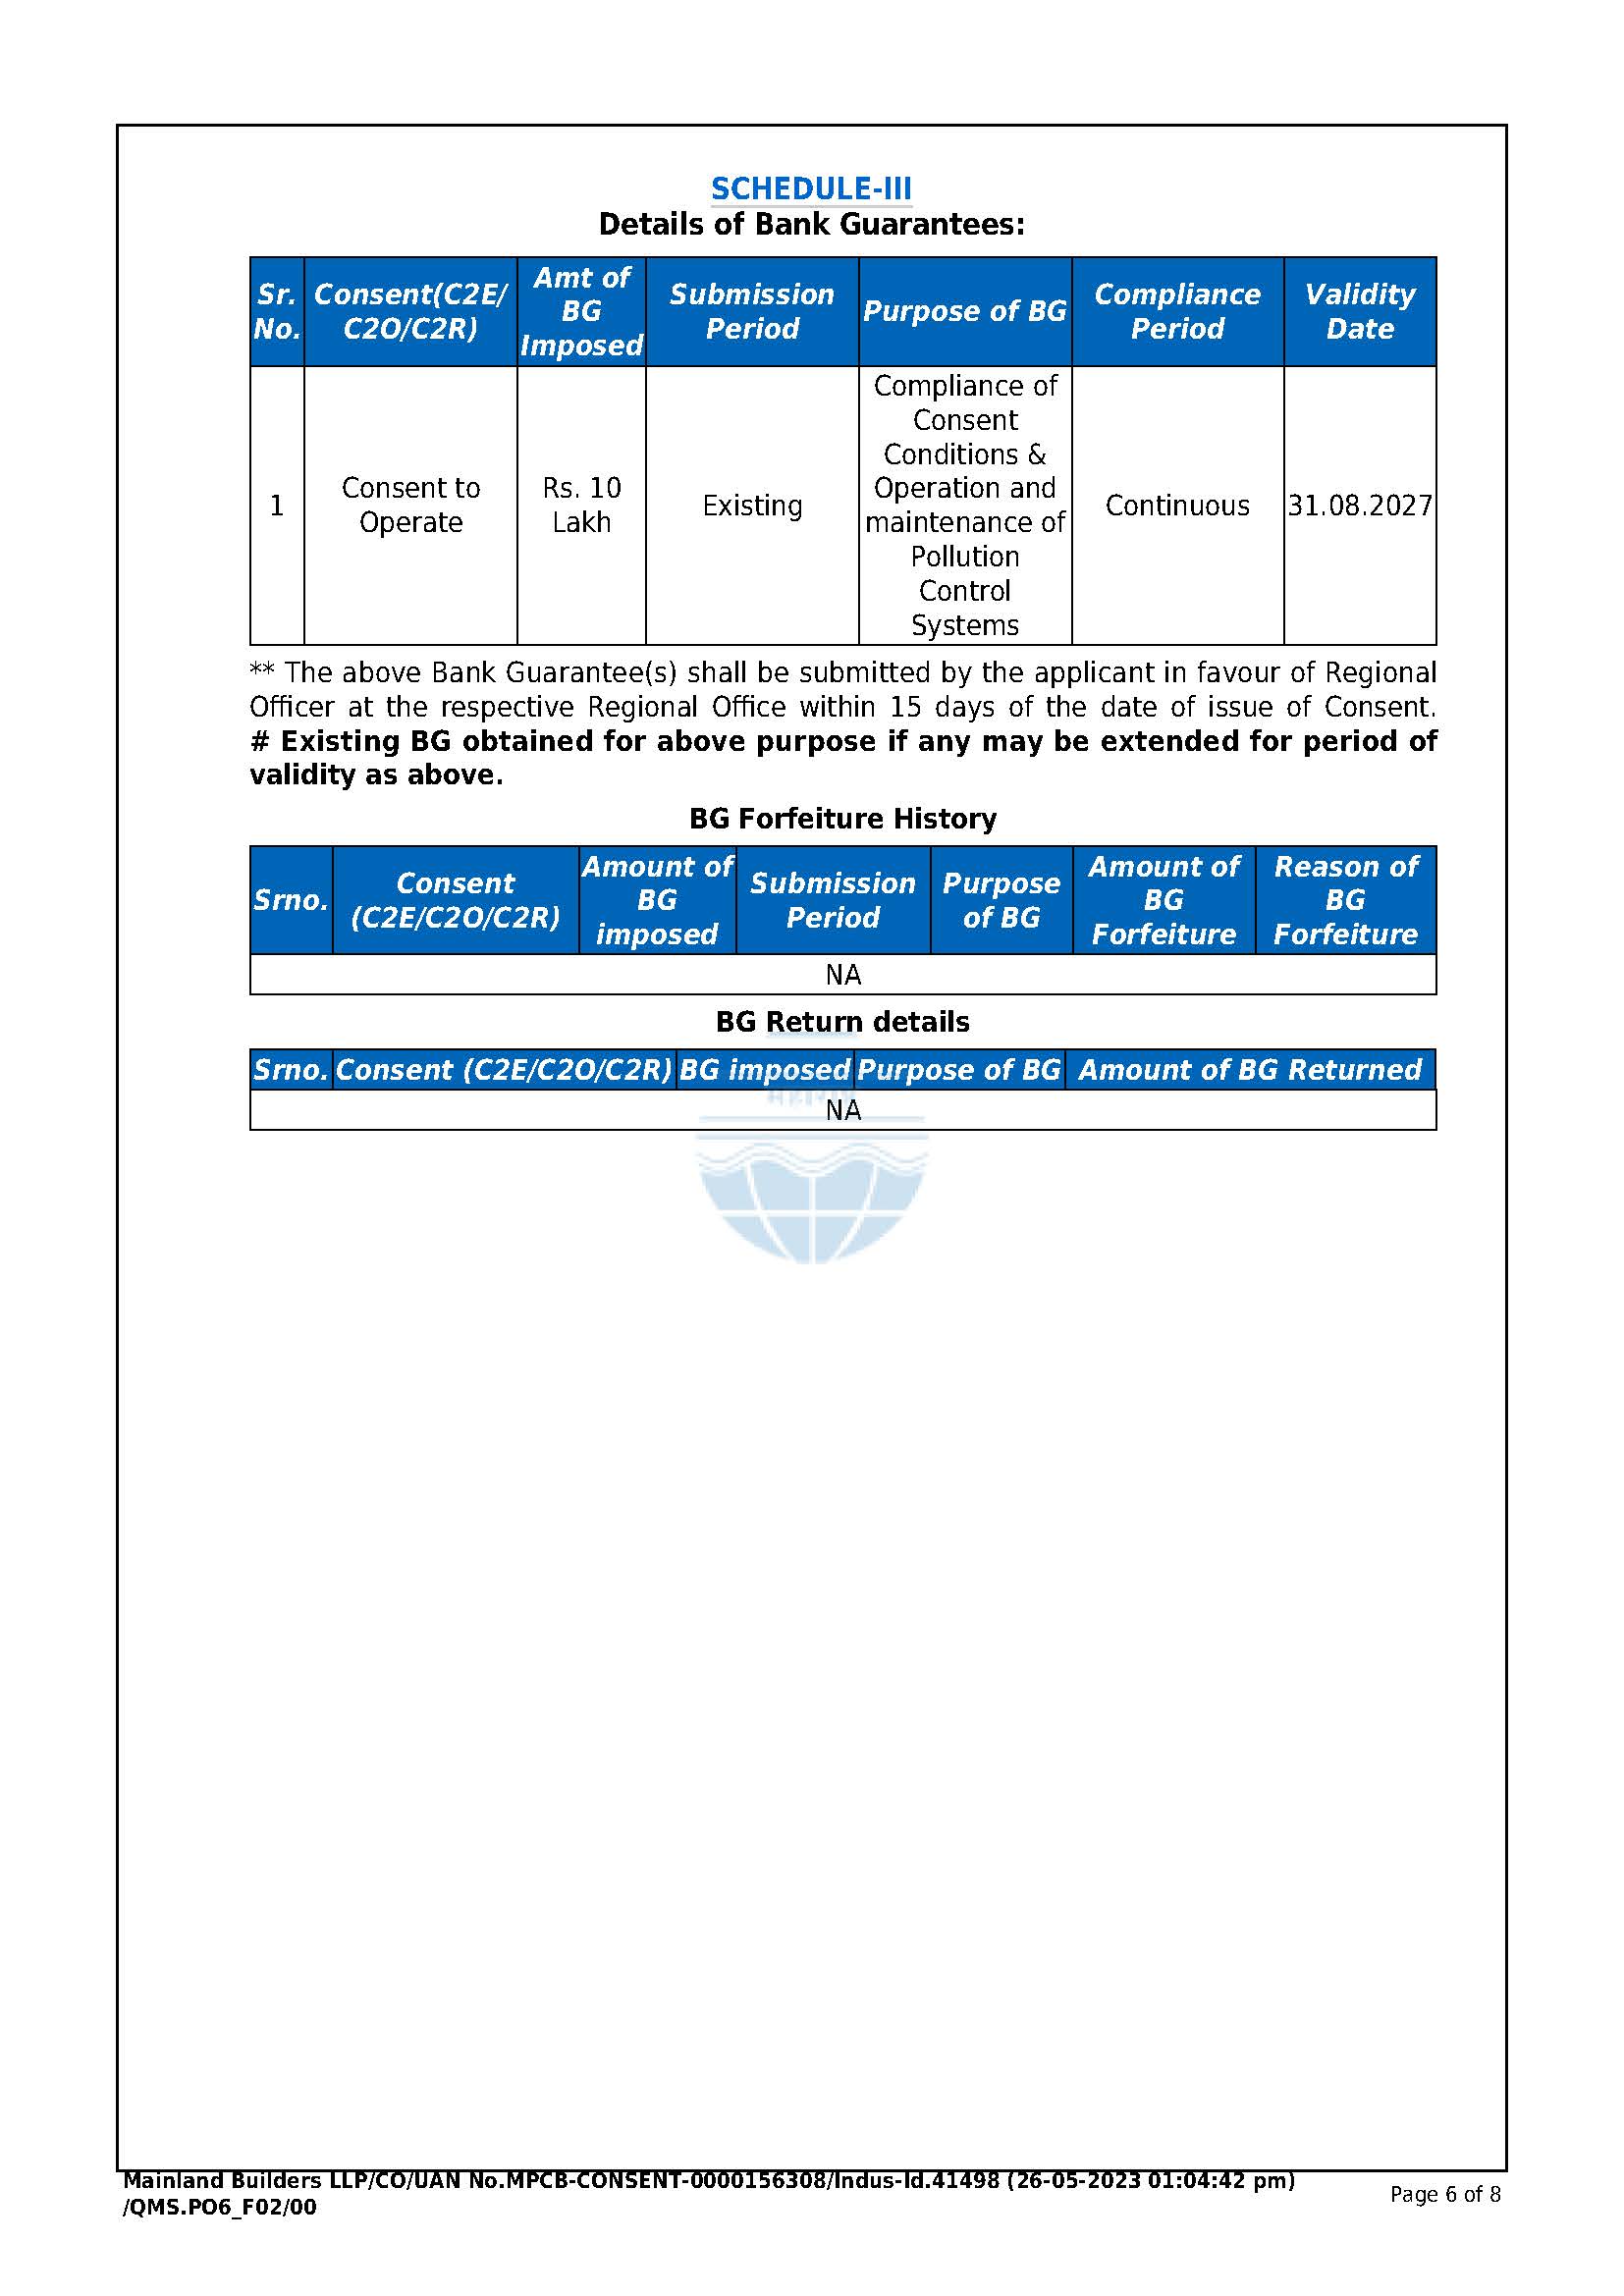 SCHEDULE-III
Details of Bank Guarantees:
Sr. No. Consent(C2E/ C2O/C2R) Amt of BG Imposed Submission Period Purpose of BG Compliance Period Validity Date
1 Consent to Operate Rs. 10 Lakh Existing Compliance of Consent Conditions & Operation and maintenance of Pollution Control Systems Continuous 31.08.2027
** The above Bank Guarantee(s) shall be submitted by the applicant in favour of Regional
Officer at the respective Regional Office within 15 days of the date of issue of Consent.
# Existing BG obtained for above purpose if any may be extended for period of
validity as above.
BG Forfeiture History
Srno. Consent (C2E/C2O/C2R) Amount of BG imposed Submission Period Purpose of BG Amount of BG Forfeiture Reason of BG Forfeiture
NA
BG Return details
Srno. Consent (C2E/C2O/C2R) BG imposed Purpose of BG Amount of BG Returned
NA
Mainland Builders LLP/CO/UAN No.MPCB-CONSENT-0000156308/Indus-Id.41498 (26-05-2023 01:04:42 pm)
/QMS.PO6_F02/00
Page 6 of 8